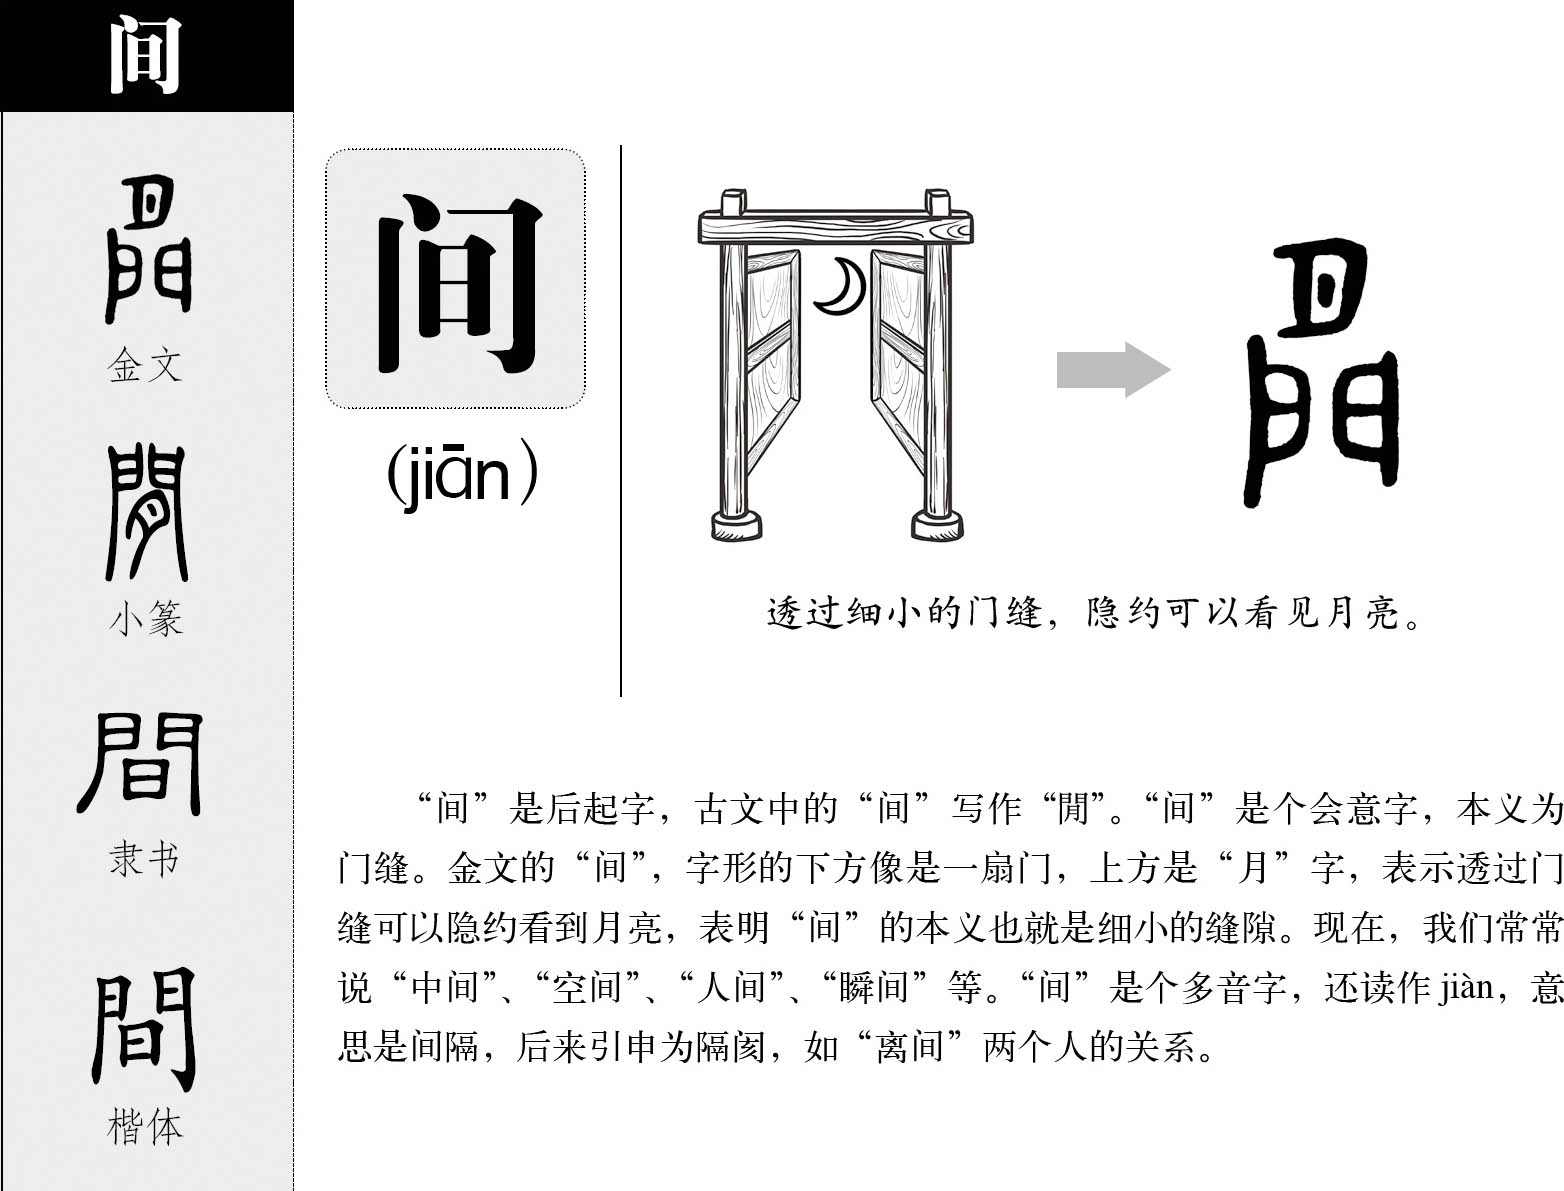 间
金文
閒
小篆
間
隶书
間
楷体
间
(jiān)
透过细小的门缝，隐约可以看见月亮。
“间”是后起字，古文中的“间”写作“閒”。“间”是个会意字，本义为
门缝。金文的“间”，字形的下方像是一扇门，上方是“月”字，表示透过门
缝可以隐约看到月亮，表明“间”的本义也就是细小的缝隙。现在，我们常常
说“中间”、“空间”、“人间”、“瞬间”等。“间”是个多音字，还读作 jiàn，意
思是间隔，后来引申为隔阂，如“离间”两个人的关系。